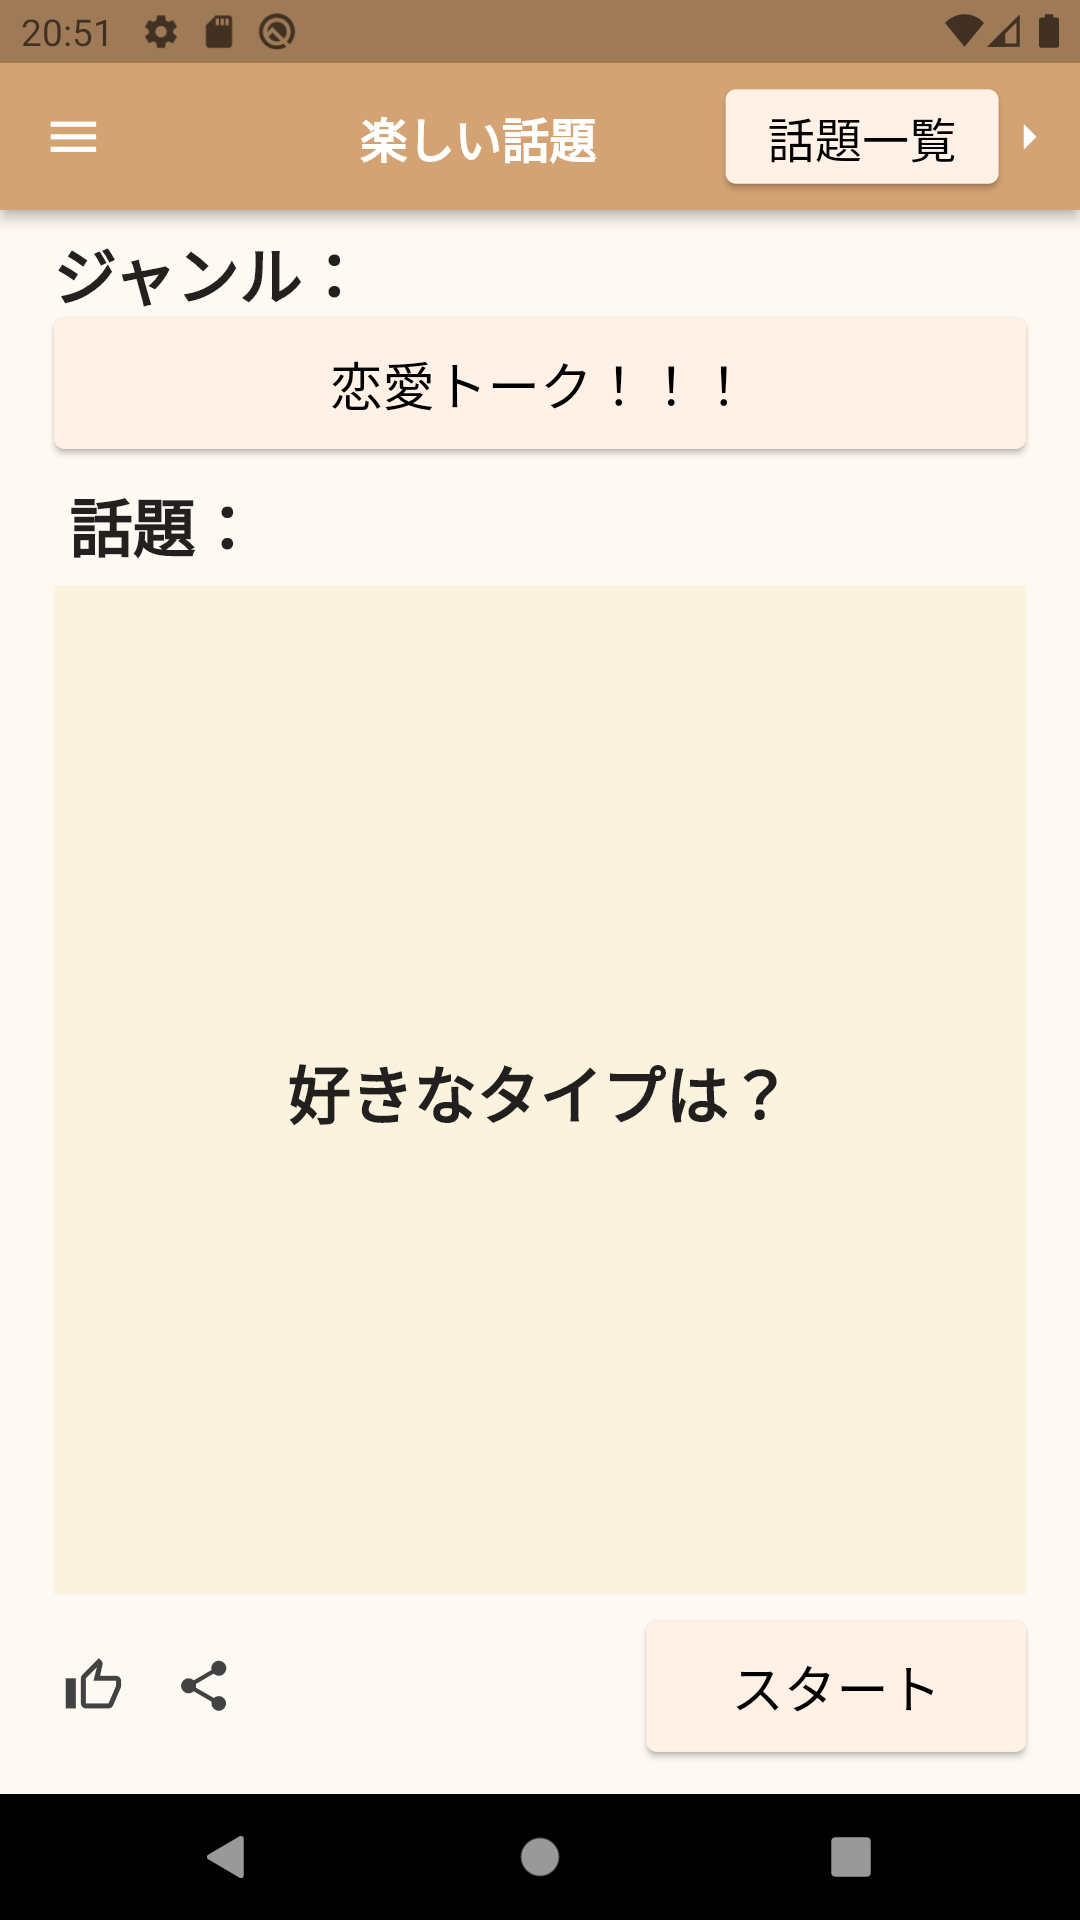 20:51
楽しい話題
話題一覧
ジャンル：
恋愛トーク！！！
話題：
好きなタイプは？
スタート